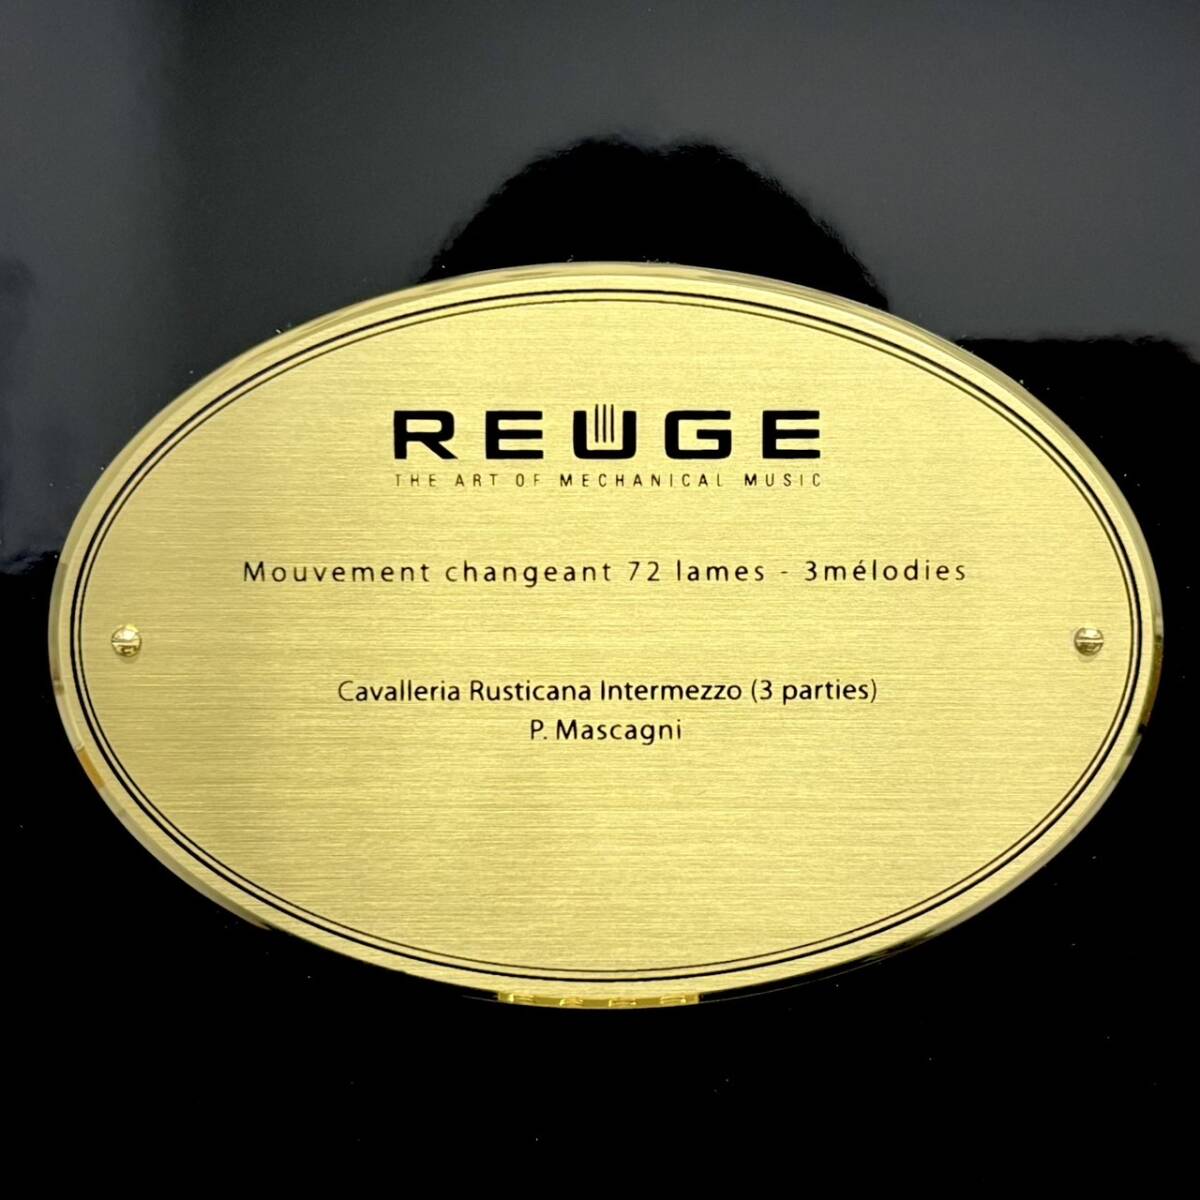 REUGE
THE ART OF MECHANICAL MUSIC
Mouvement changeant 72 lames - 3mélodies
Cavalleria Rusticana Intermezzo (3 parties)
P. Mascagni